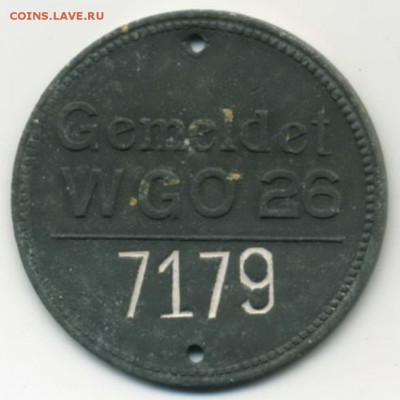 COINS.LAVE.RU
Gemeldet
WGO 26
7179